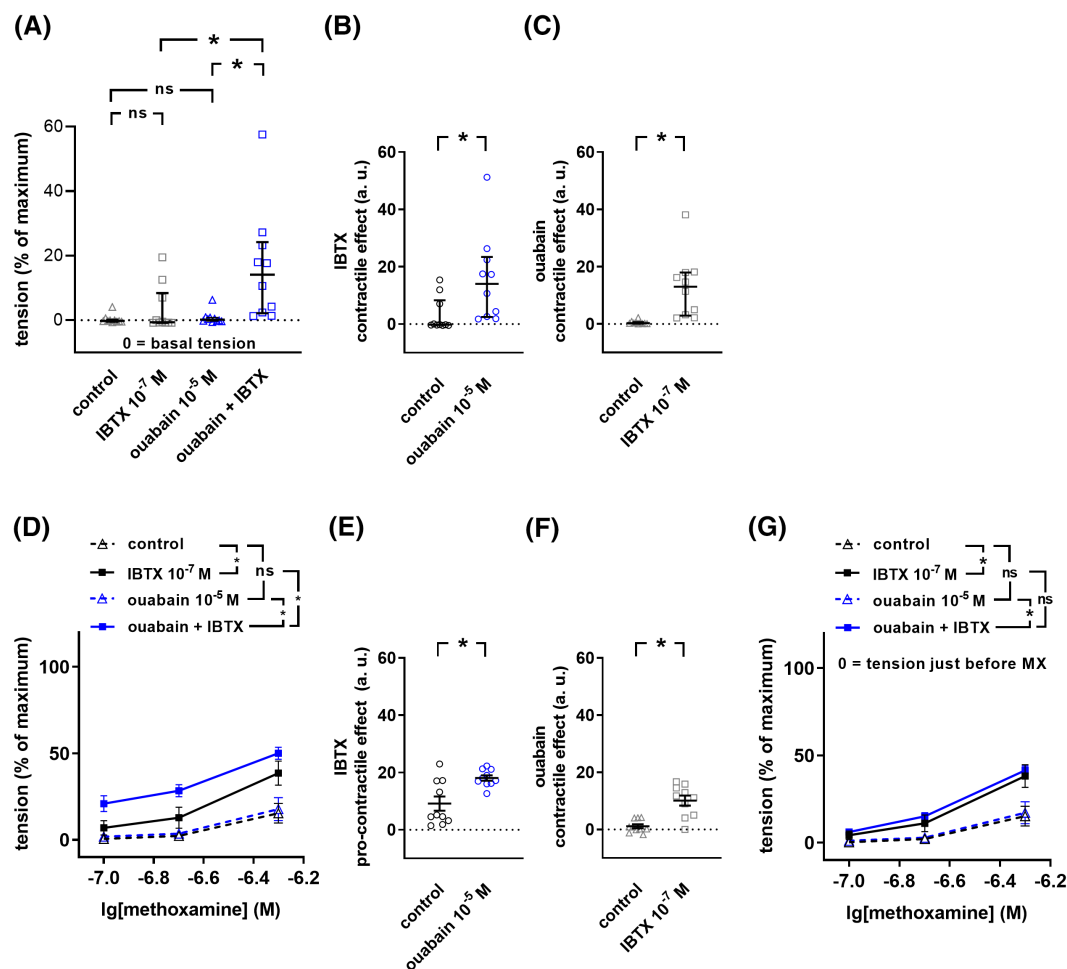 (A)
*
*
ns
ns
tension (% of maximum)
60
40
20
0
0 = basal tension
control
IBTX 10⁻⁷ M
ouabain 10⁻⁵ M
ouabain + IBTX
(B)
*
IBTX
contractile effect (a. u.)
60
40
20
0
control
ouabain 10⁻⁵ M
(C)
*
ouabain
contractile effect (a. u.)
60
40
20
0
control
IBTX 10⁻⁷ M
(D)
control
IBTX 10⁻⁷ M
ouabain 10⁻⁵ M
ouabain + IBTX
*
ns
*
*
tension (% of maximum)
100
50
0
-7.0 -6.8 -6.6 -6.4 -6.2
lg[methoxamine] (M)
(E)
*
IBTX
pro-contractile effect (a. u.)
60
40
20
0
control
ouabain 10⁻⁵ M
(F)
*
ouabain
contractile effect (a. u.)
60
40
20
0
control
IBTX 10⁻⁷ M
(G)
control
IBTX 10⁻⁷ M
ouabain 10⁻⁵ M
ouabain + IBTX
*
ns
*
ns
0 = tension just before MX
tension (% of maximum)
100
50
0
-7.0 -6.8 -6.6 -6.4 -6.2
lg[methoxamine] (M)